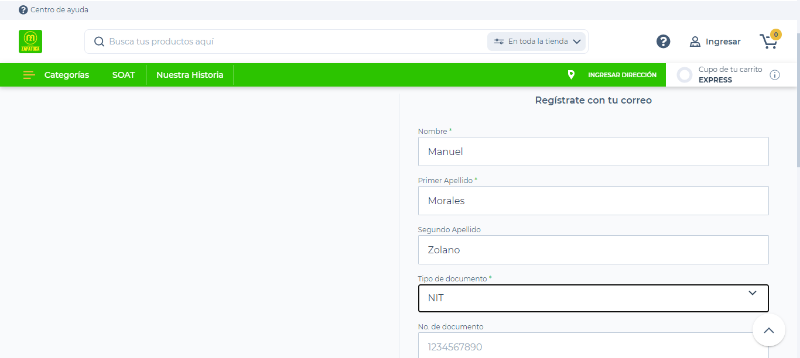 Centro de ayuda
Busca tus productos aquí
En toda la tienda
Ingresar
0
Categorías
SOAT
Nuestra Historia
INGRESAR DIRECCIÓN
Cupo de tu carrito
EXPRESS
Regístrate con tu correo
Nombre *
Manuel
Primer Apellido *
Morales
Segundo Apellido
Zolano
Tipo de documento *
NIT
No. de documento
1234567890